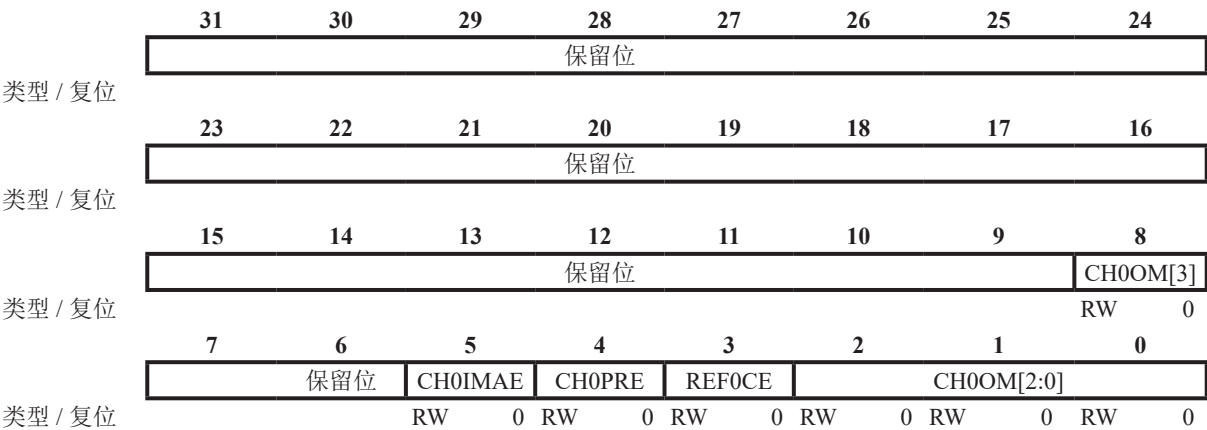 31 30 29 28 27 26 25 24
保留位
类型 / 复位
23 22 21 20 19 18 17 16
保留位
类型 / 复位
15 14 13 12 11 10 9 8
保留位 CH0OM[3]
类型 / 复位 RW 0
7 6 5 4 3 2 1 0
保留位 CH0IMAE CH0PRE REF0CE CH0OM[2:0]
类型 / 复位 RW 0 RW 0 RW 0 RW 0 RW 0 RW 0